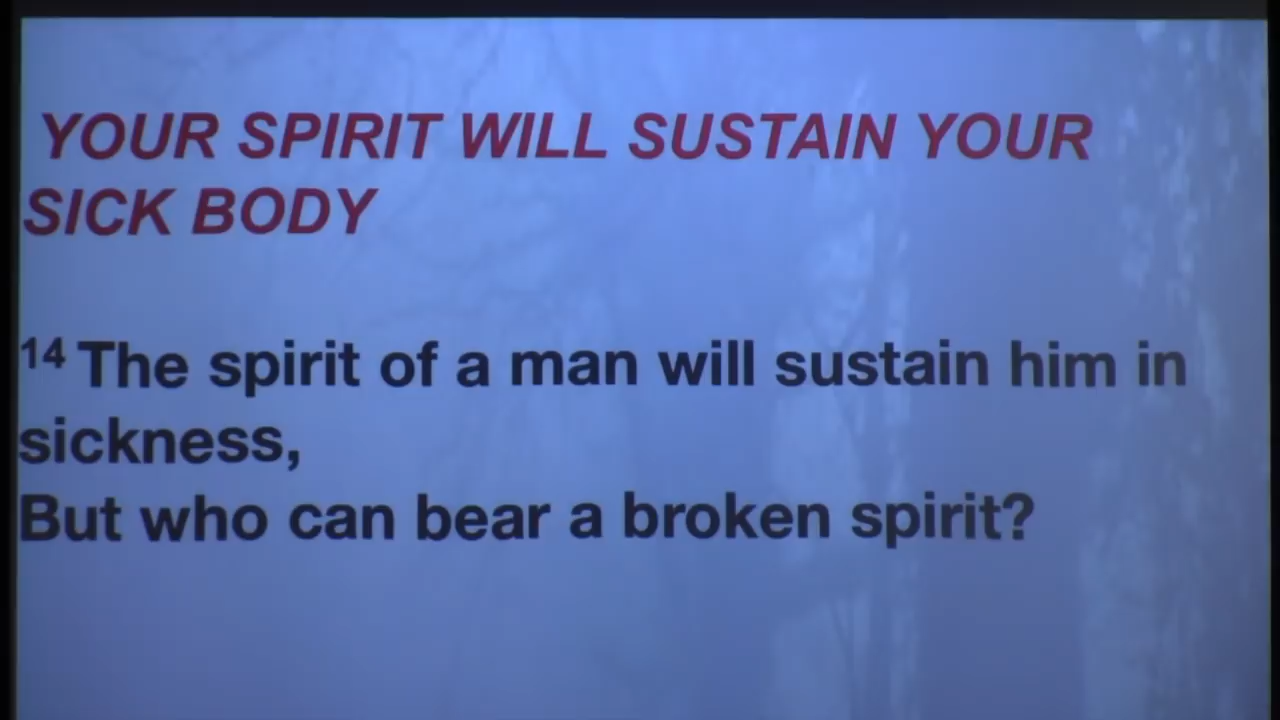 YOUR SPIRIT WILL SUSTAIN YOUR
SICK BODY
14 The spirit of a man will sustain him in
sickness,
But who can bear a broken spirit?